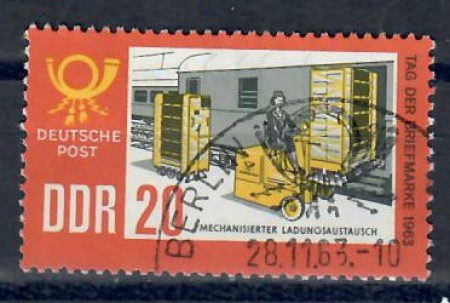 DEUTSCHE
POST
DDR 20
MECHANISIERTER LADUNGSAUSTAUSCH
TAG DER BRIEFMARKE 1963
BERLIN
28.11.63.-10